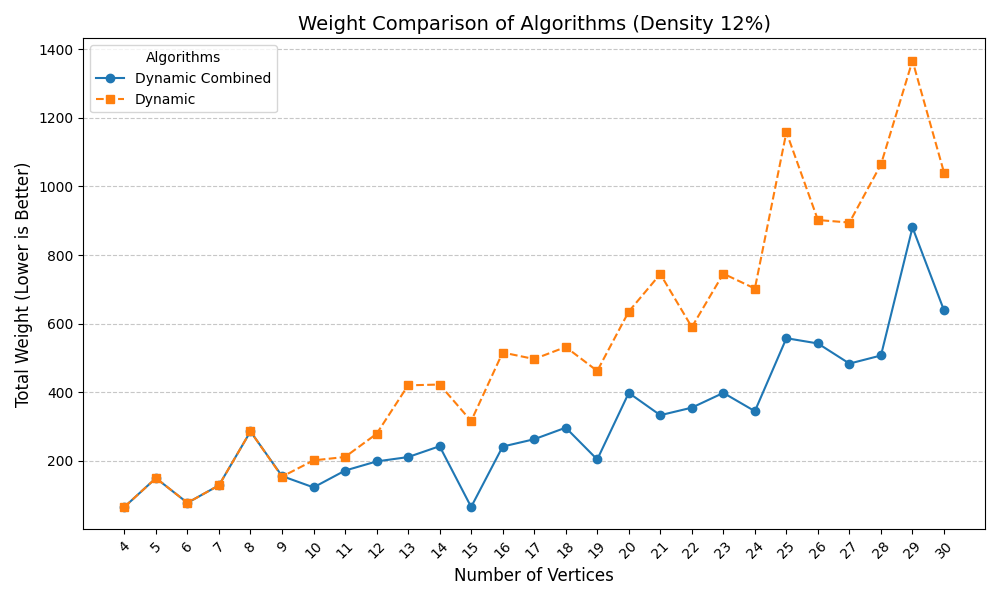 Weight Comparison of Algorithms (Density 12%)
Algorithms
Dynamic Combined
Dynamic
Total Weight (Lower is Better)
1400
1200
1000
800
600
400
200
4 5 6 7 8 9 10 11 12 13 14 15 16 17 18 19 20 21 22 23 24 25 26 27 28 29 30
Number of Vertices